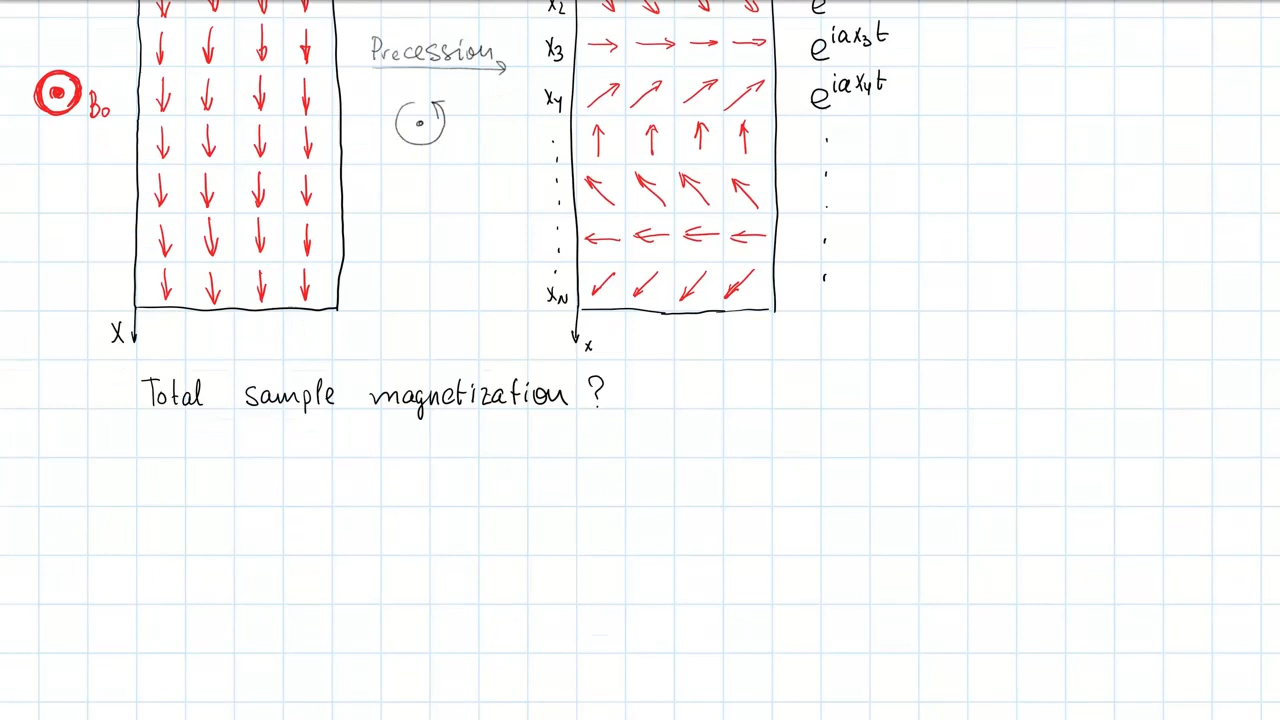 x₂ e
x₃ e^{iax₃t}
Precession
x₄ e^{iax₄t}
B₀
x_N
X
x
Total sample magnetization ?